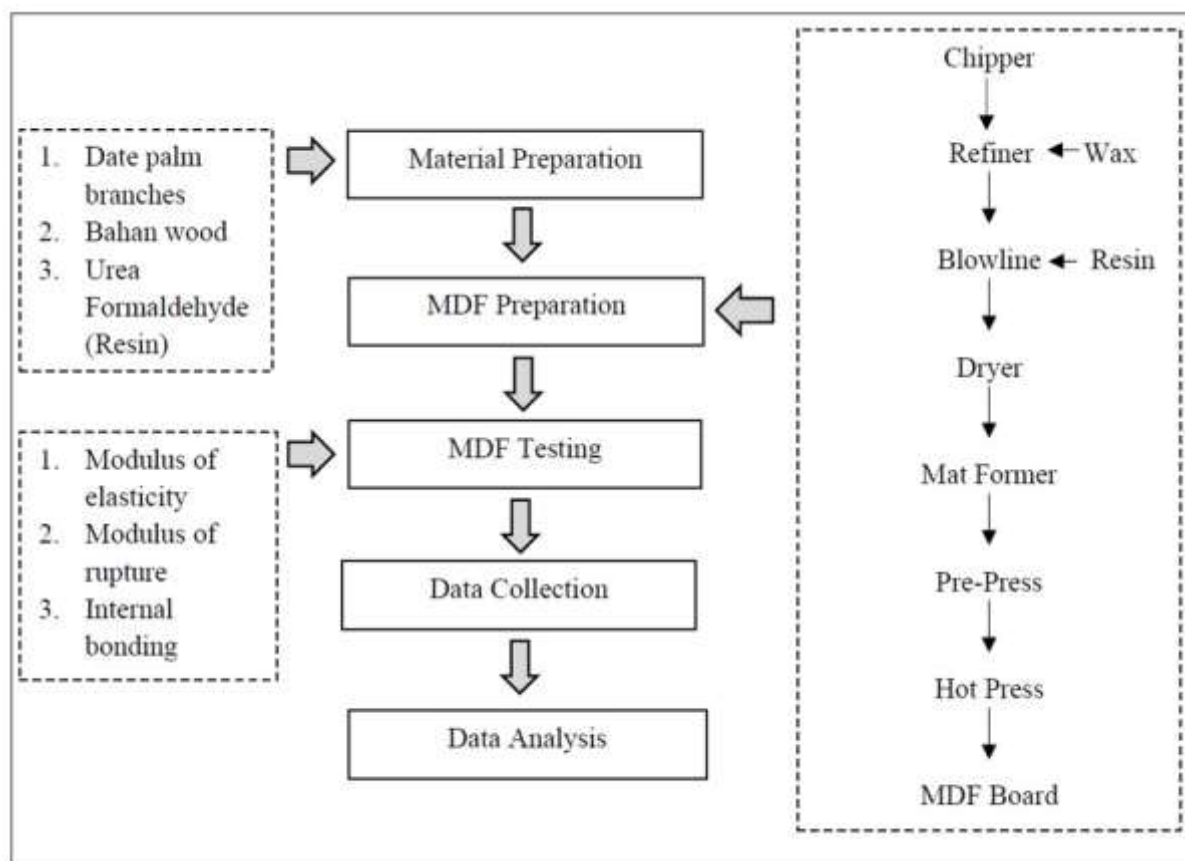 1. Date palm
branches
2. Bahan wood
3. Urea
Formaldehyde
(Resin)
1. Modulus of
elasticity
2. Modulus of
rupture
3. Internal
bonding
Material Preparation
MDF Preparation
MDF Testing
Data Collection
Data Analysis
Chipper
Refiner Wax
Blowline Resin
Dryer
Mat Former
Pre-Press
Hot Press
MDF Board